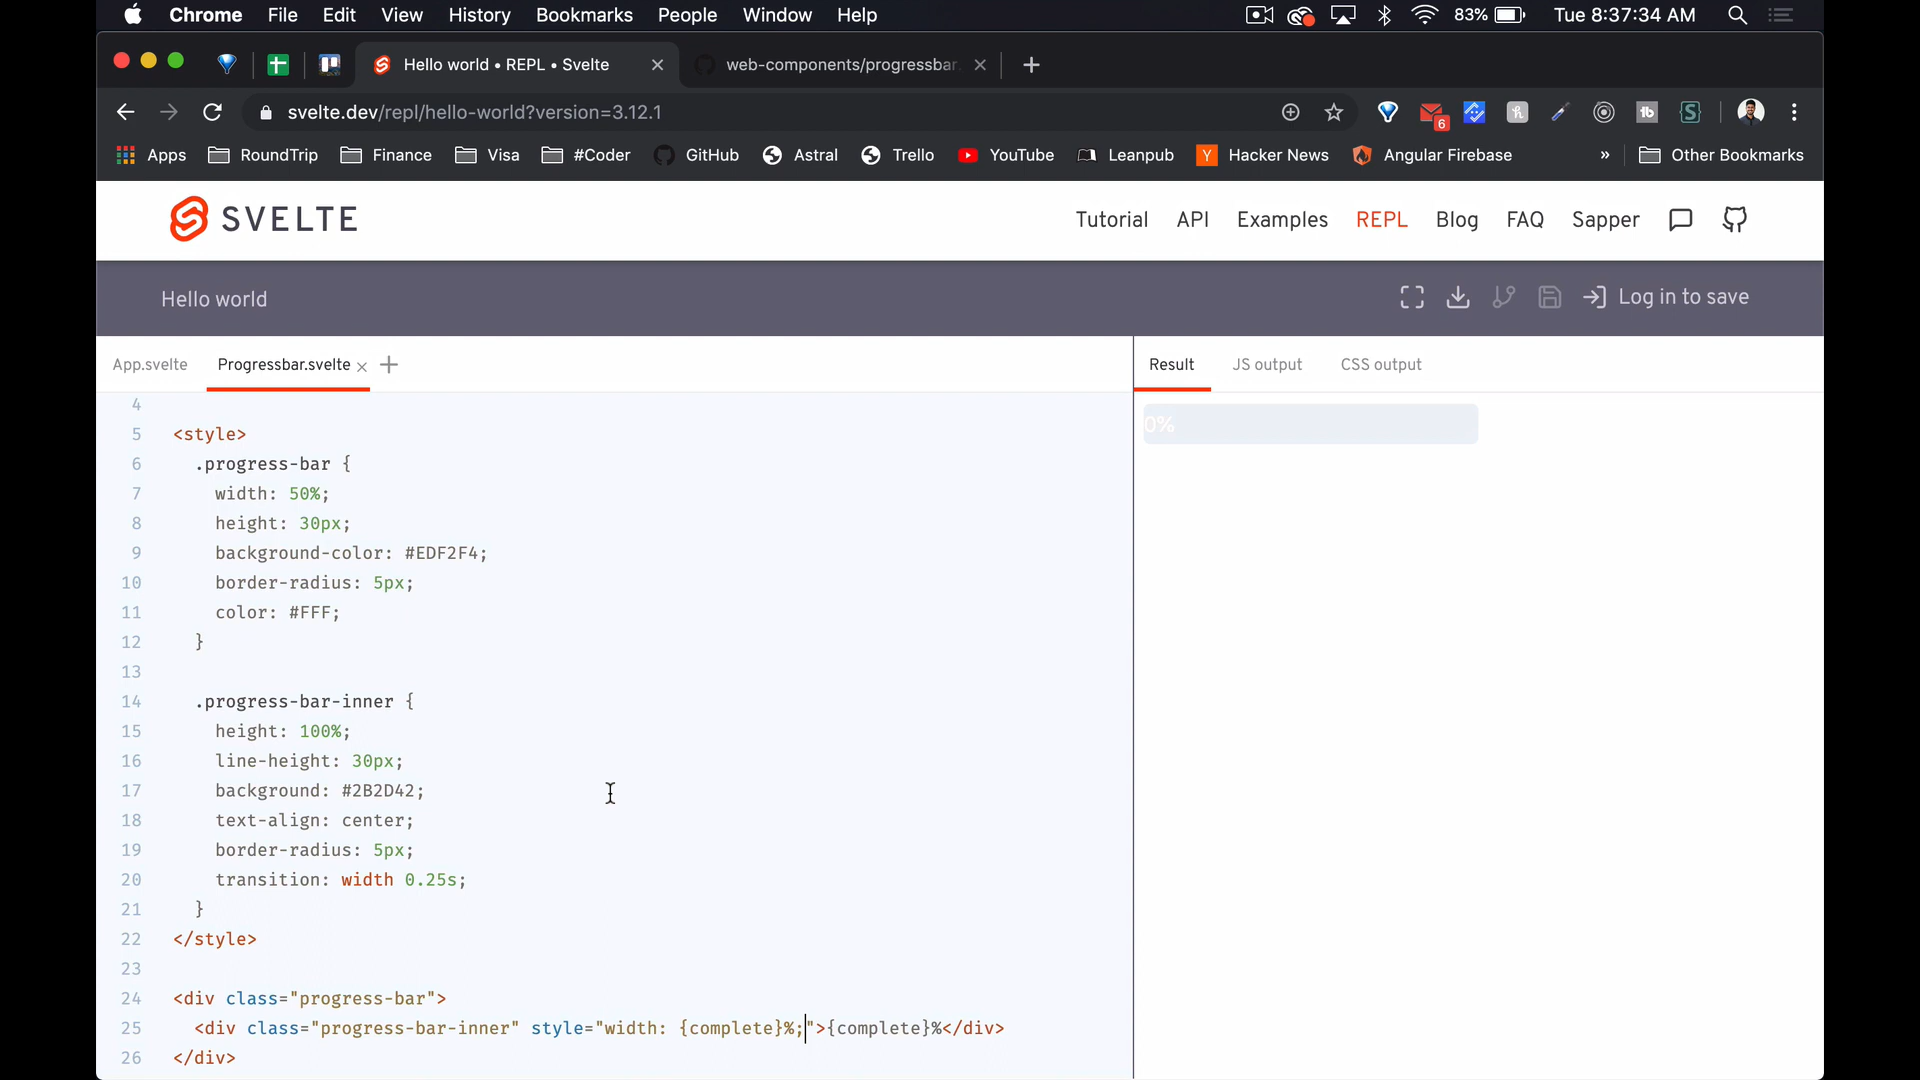 Chrome File Edit View History Bookmarks People Window Help 83% Tue 8:37:34 AM
Hello world • REPL • Svelte web-components/progressbar.
svelte.dev/repl/hello-world?version=3.12.1 6
Apps RoundTrip Finance Visa #Coder GitHub Astral Trello YouTube Leanpub Hacker News Angular Firebase » Other Bookmarks
SVELTE Tutorial API Examples REPL Blog FAQ Sapper
Hello world Log in to save
App.svelte Progressbar.svelte Result JS output CSS output
4
5 <style>
6 .progress-bar {
7 width: 50%;
8 height: 30px;
9 background-color: #EDF2F4;
10 border-radius: 5px;
11 color: #FFF;
12 }
13
14 .progress-bar-inner {
15 height: 100%;
16 line-height: 30px;
17 background: #2B2D42;
18 text-align: center;
19 border-radius: 5px;
20 transition: width 0.25s;
21 }
22 </style>
23
24 <div class="progress-bar">
25 <div class="progress-bar-inner" style="width: {complete}%;">{complete}%</div>
26 </div>
0%